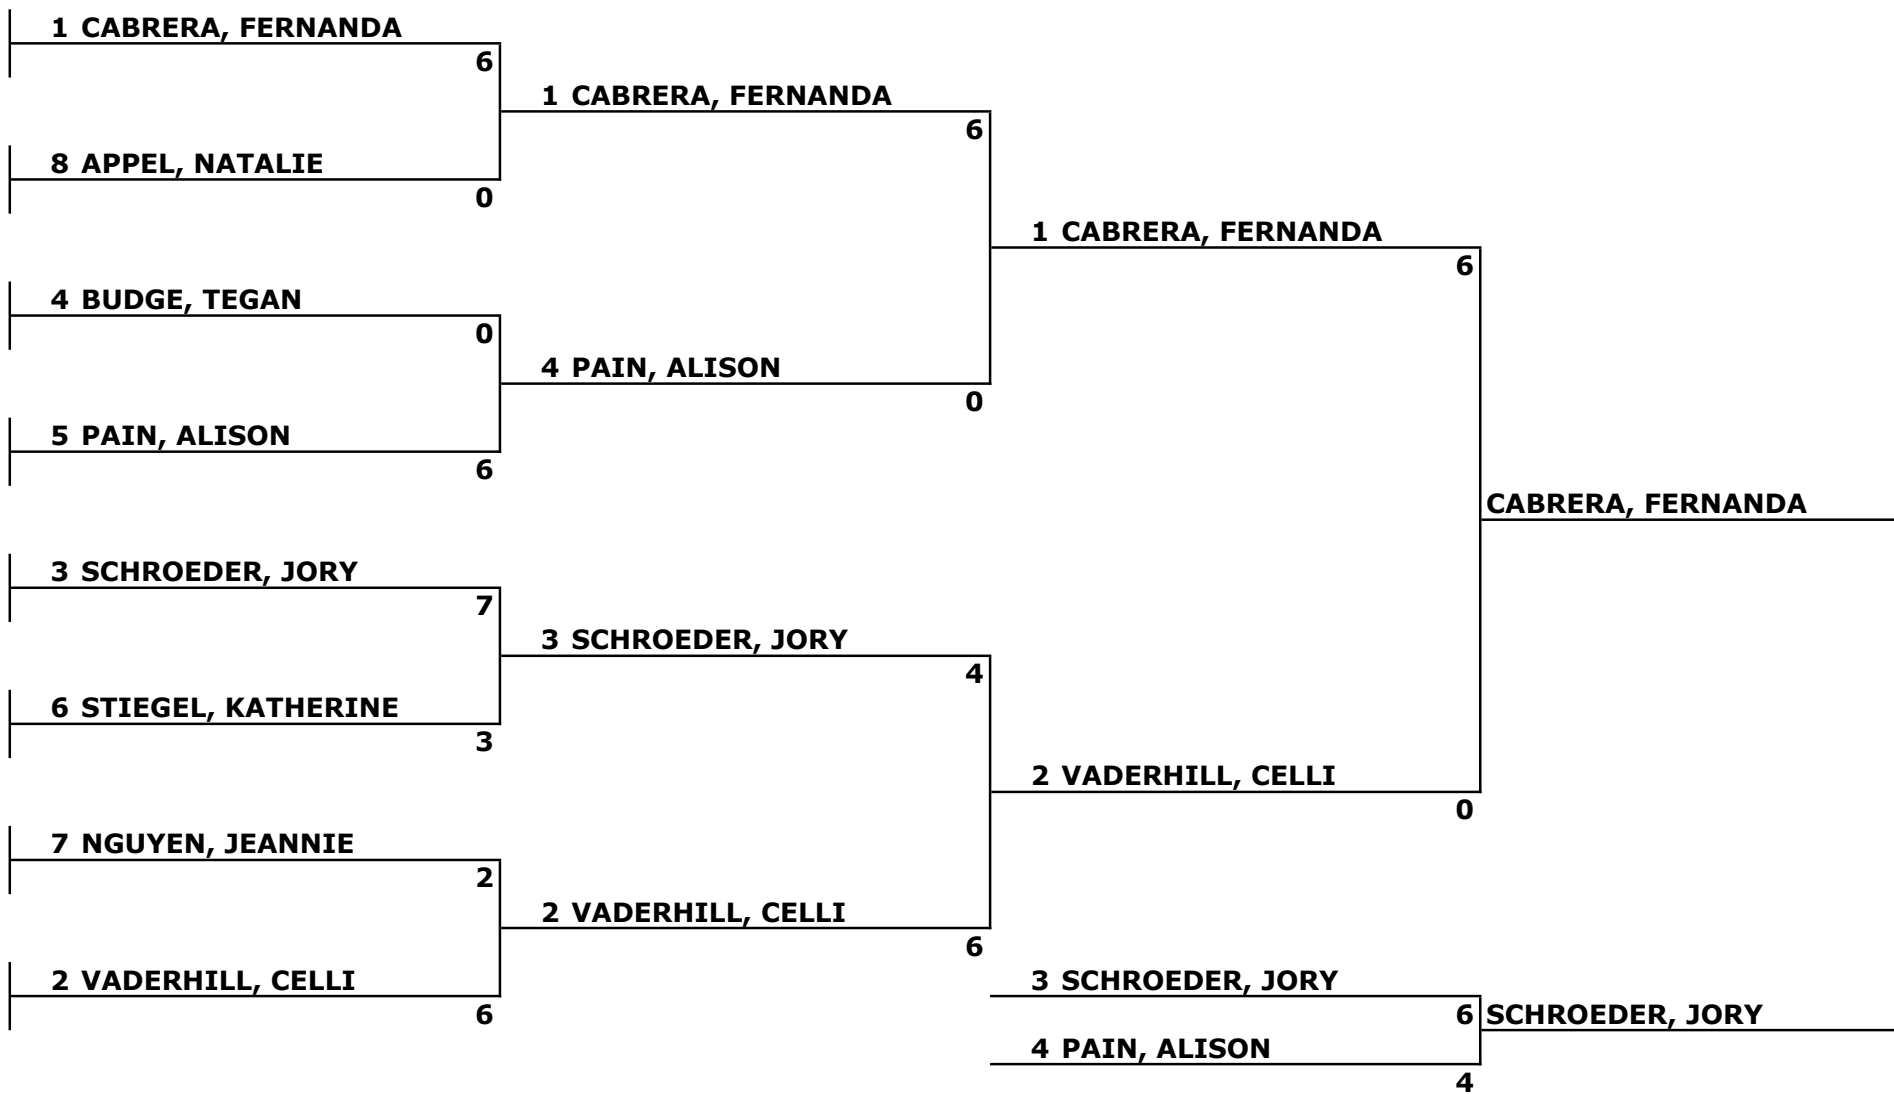 1 CABRERA, FERNANDA
6
1 CABRERA, FERNANDA
6
8 APPEL, NATALIE
0
1 CABRERA, FERNANDA
6
4 BUDGE, TEGAN
0
4 PAIN, ALISON
0
5 PAIN, ALISON
6
CABRERA, FERNANDA
3 SCHROEDER, JORY
7
3 SCHROEDER, JORY
4
6 STIEGEL, KATHERINE
3
2 VADERHILL, CELLI
0
7 NGUYEN, JEANNIE
2
2 VADERHILL, CELLI
6
2 VADERHILL, CELLI
6
3 SCHROEDER, JORY
6
SCHROEDER, JORY
4 PAIN, ALISON
4